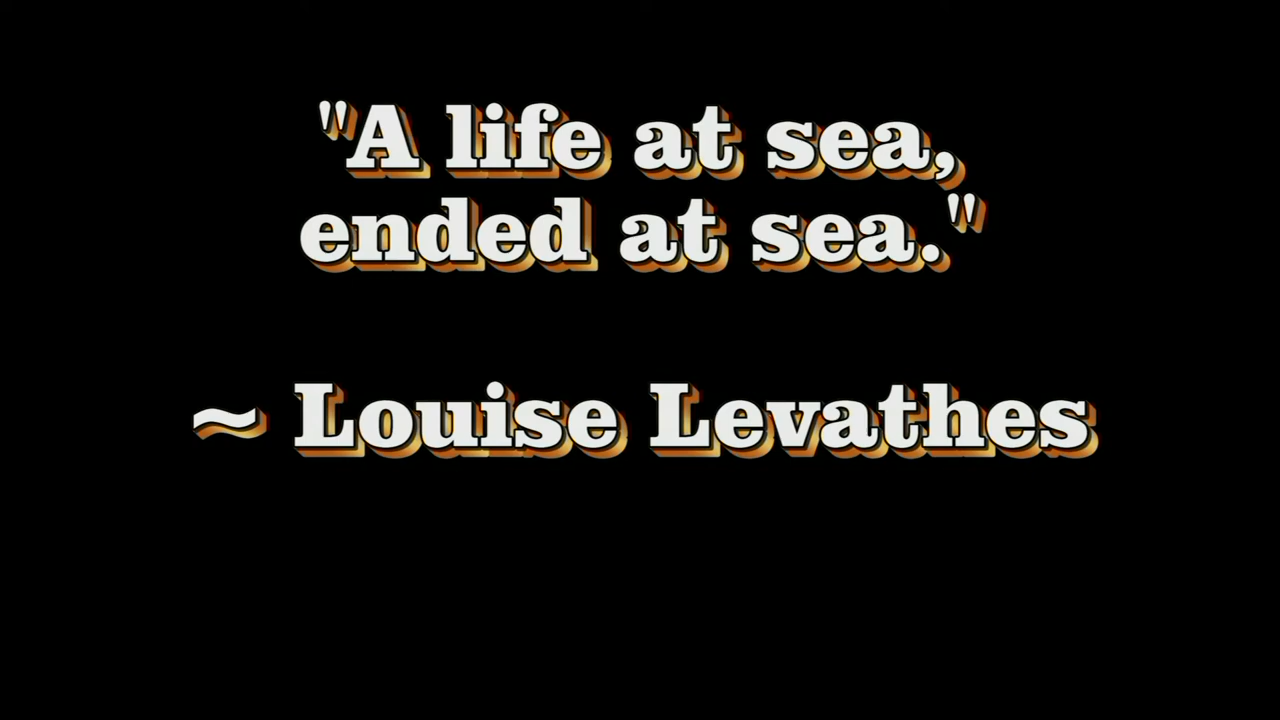 "A life at sea,
ended at sea."
~ Louise Levathes